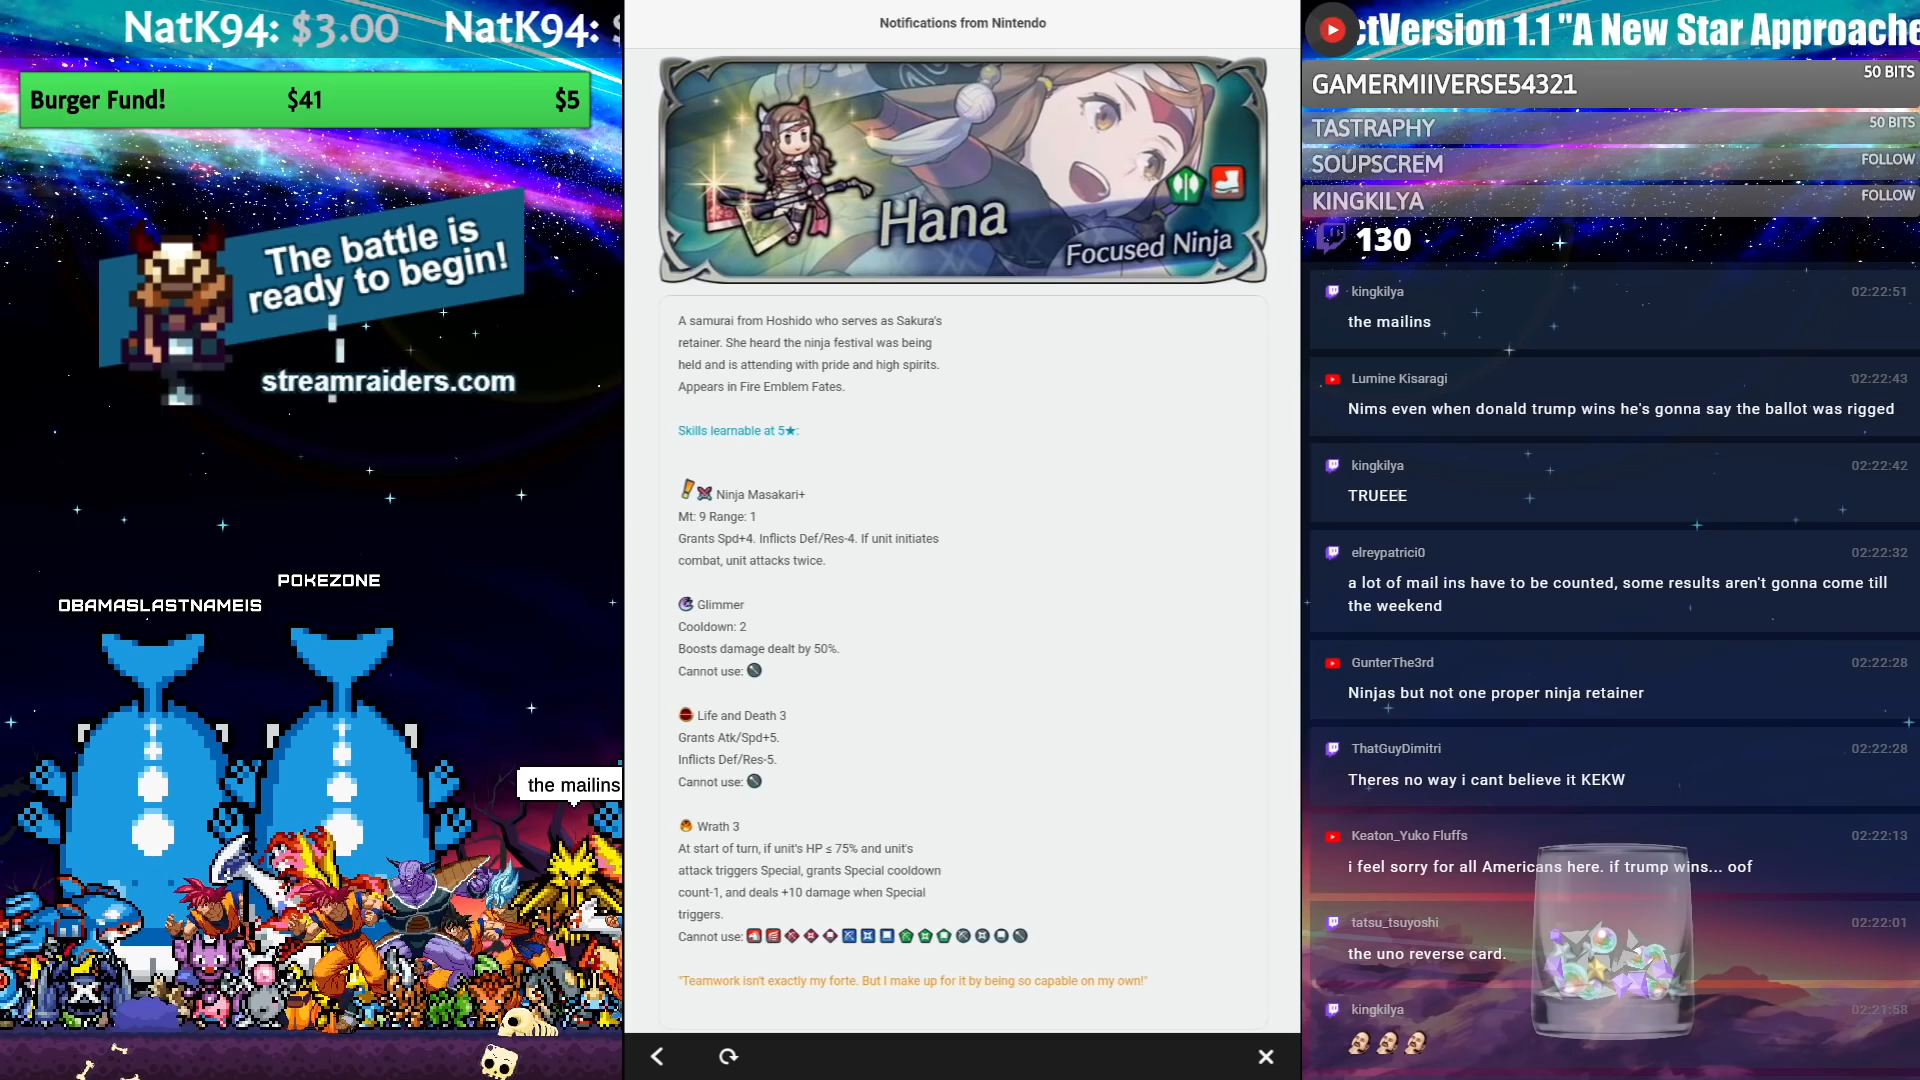 NatK94: $3.00 NatK94: $
Burger Fund! $41 $5
The battle is
ready to begin!
streamraiders.com
POKEZONE
OBAMASLASTNAMEIS
the mailins
Notifications from Nintendo
Hana
Focused Ninja
A samurai from Hoshido who serves as Sakura's
retainer. She heard the ninja festival was being
held and is attending with pride and high spirits.
Appears in Fire Emblem Fates.
Skills learnable at 5★:
Ninja Masakari+
Mt: 9 Range: 1
Grants Spd+4. Inflicts Def/Res-4. If unit initiates
combat, unit attacks twice.
Glimmer
Cooldown: 2
Boosts damage dealt by 50%.
Cannot use:
Life and Death 3
Grants Atk/Spd+5.
Inflicts Def/Res-5.
Cannot use:
Wrath 3
At start of turn, if unit's HP ≤ 75% and unit's
attack triggers Special, grants Special cooldown
count-1, and deals +10 damage when Special
triggers.
Cannot use:
"Teamwork isn't exactly my forte. But I make up for it by being so capable on my own!"
ctVersion 1.1 "A New Star Approache
GAMERMIIVERSE54321 50 BITS
TASTRAPHY 50 BITS
SOUPSCREM FOLLOW
KINGKILYA FOLLOW
130
kingkilya 02:22:51
the mailins
Lumine Kisaragi 02:22:43
Nims even when donald trump wins he's gonna say the ballot was rigged
kingkilya 02:22:42
TRUEEE
elreypatrici0 02:22:32
a lot of mail ins have to be counted, some results aren't gonna come till
the weekend
GunterThe3rd 02:22:28
Ninjas but not one proper ninja retainer
ThatGuyDimitri 02:22:28
Theres no way i cant believe it KEKW
Keaton_Yuko Fluffs 02:22:13
i feel sorry for all Americans here. if trump wins... oof
tatsu_tsuyoshi 02:22:01
the uno reverse card.
kingkilya 02:21:58